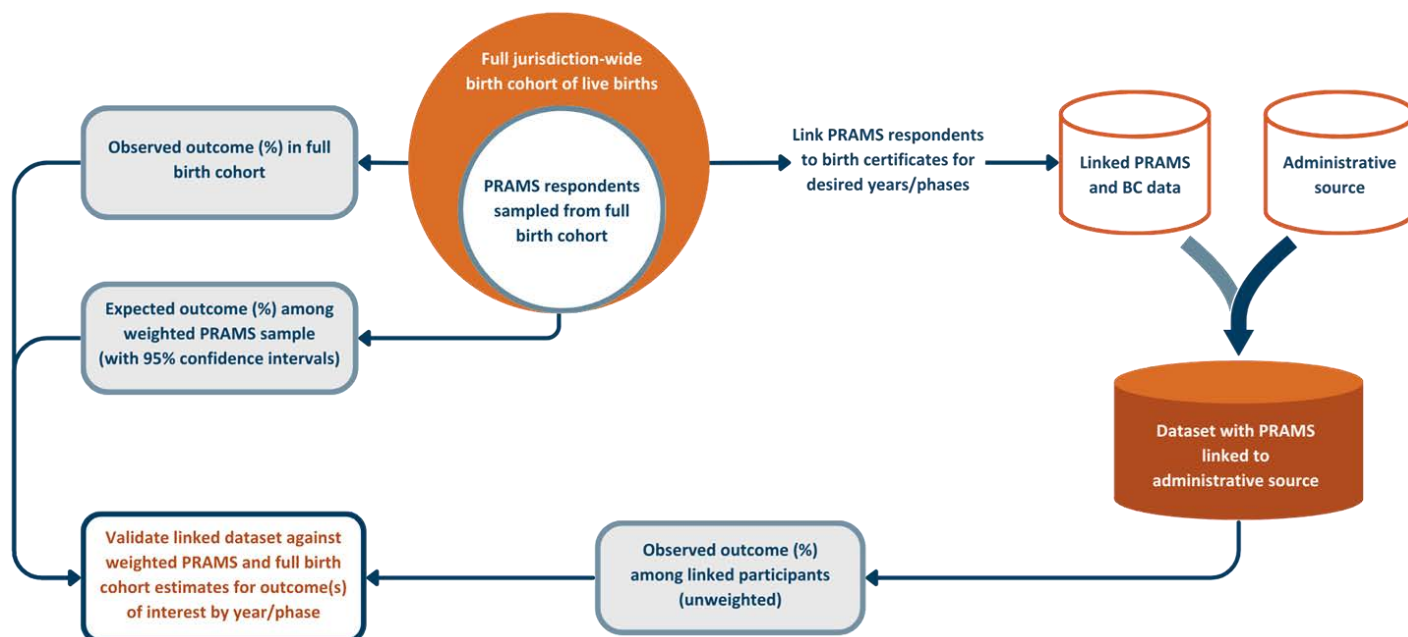 Full jurisdiction-wide
birth cohort of live births
PRAMS respondents
sampled from full
birth cohort
Observed outcome (%) in full
birth cohort
Link PRAMS respondents
to birth certificates for
desired years/phases
Linked PRAMS
and BC data
Administrative
source
Expected outcome (%) among
weighted PRAMS sample
(with 95% confidence intervals)
Dataset with PRAMS
linked to
administrative source
Validate linked dataset against
weighted PRAMS and full birth
cohort estimates for outcome(s)
of interest by year/phase
Observed outcome (%)
among linked participants
(unweighted)